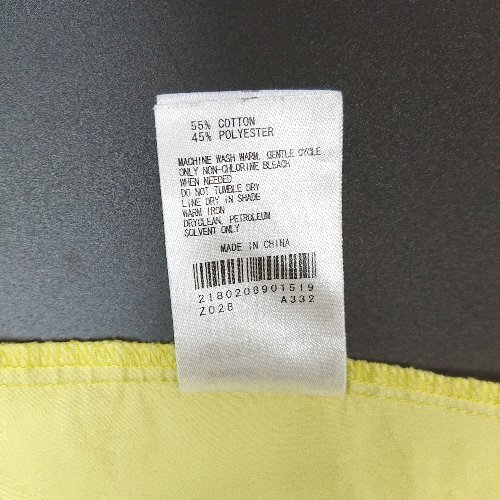 55% COTTON
45% POLYESTER
MACHINE WASH WARM, GENTLE CYCLE
ONLY NON-CHLORINE BLEACH
WHEN NEEDED
DO NOT TUMBLE DRY
LINE DRY IN SHADE
WARM IRON
DRYCLEAN, PETROLEUM
SOLVENT ONLY
MADE IN CHINA
2180208901519
Z028 A332